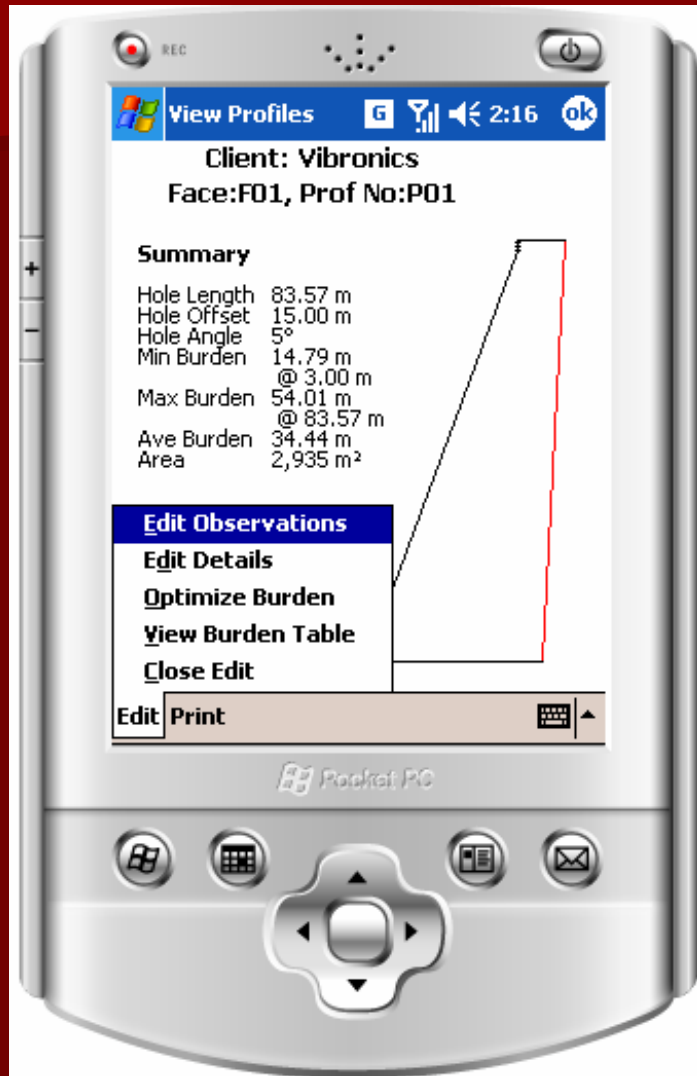 REC
View Profiles G 2:16 ok
Client: Vibronics
Face:F01, Prof No:P01
Summary
Hole Length 83.57 m
Hole Offset 15.00 m
Hole Angle 5°
Min Burden 14.79 m
@ 3.00 m
Max Burden 54.01 m
@ 83.57 m
Ave Burden 34.44 m
Area 2,935 m²
Edit Observations
Edit Details
Optimize Burden
View Burden Table
Close Edit
Edit Print
Pocket PC
+
−